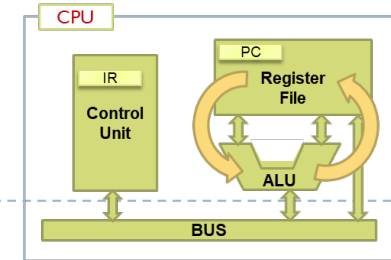 CPU
IR
Control
Unit
PC
Register
File
ALU
BUS